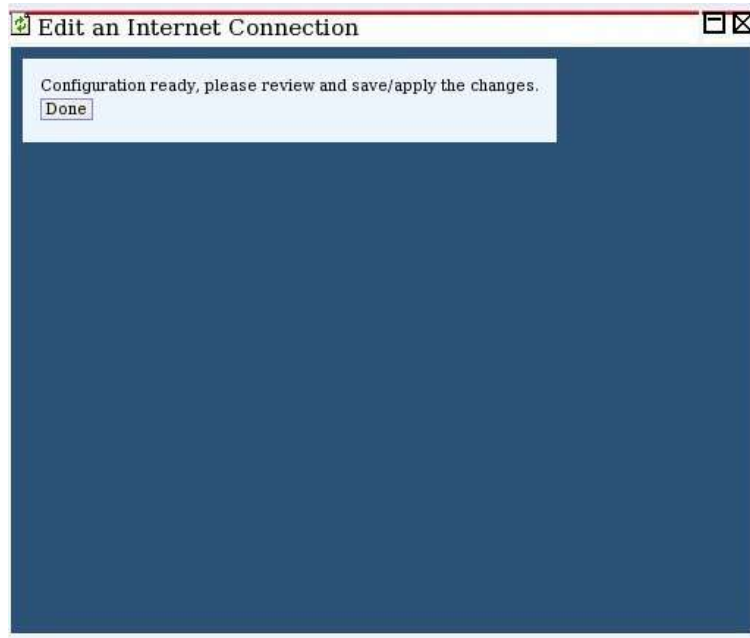 Edit an Internet Connection
Configuration ready, please review and save/apply the changes.
Done